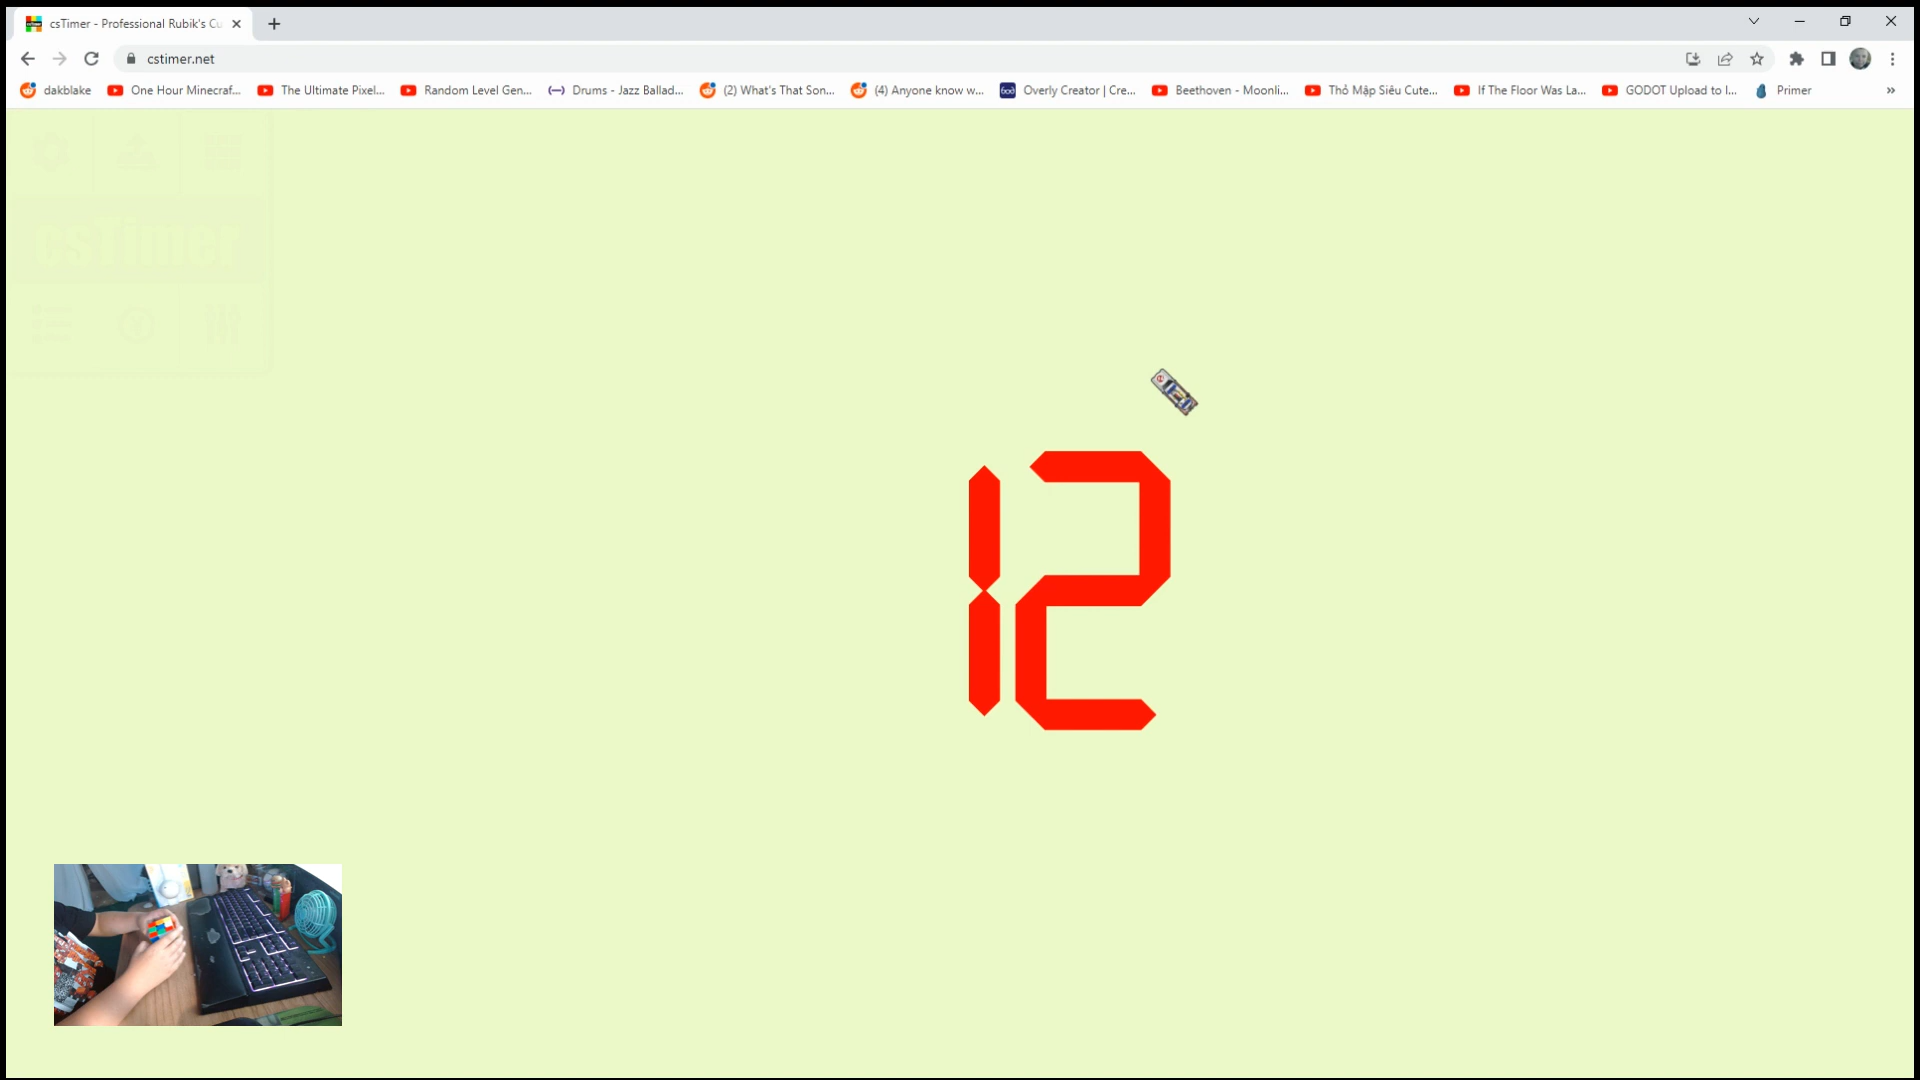 csTimer - Professional Rubik's Cu
cstimer.net
dakblake
One Hour Minecraf...
The Ultimate Pixel...
Random Level Gen...
Drums - Jazz Ballad...
(2) What's That Son...
(4) Anyone know w...
Overly Creator | Cre...
Beethoven - Moonli...
Thỏ Mập Siêu Cute...
If The Floor Was La...
GODOT Upload to I...
Primer
csTimer
12